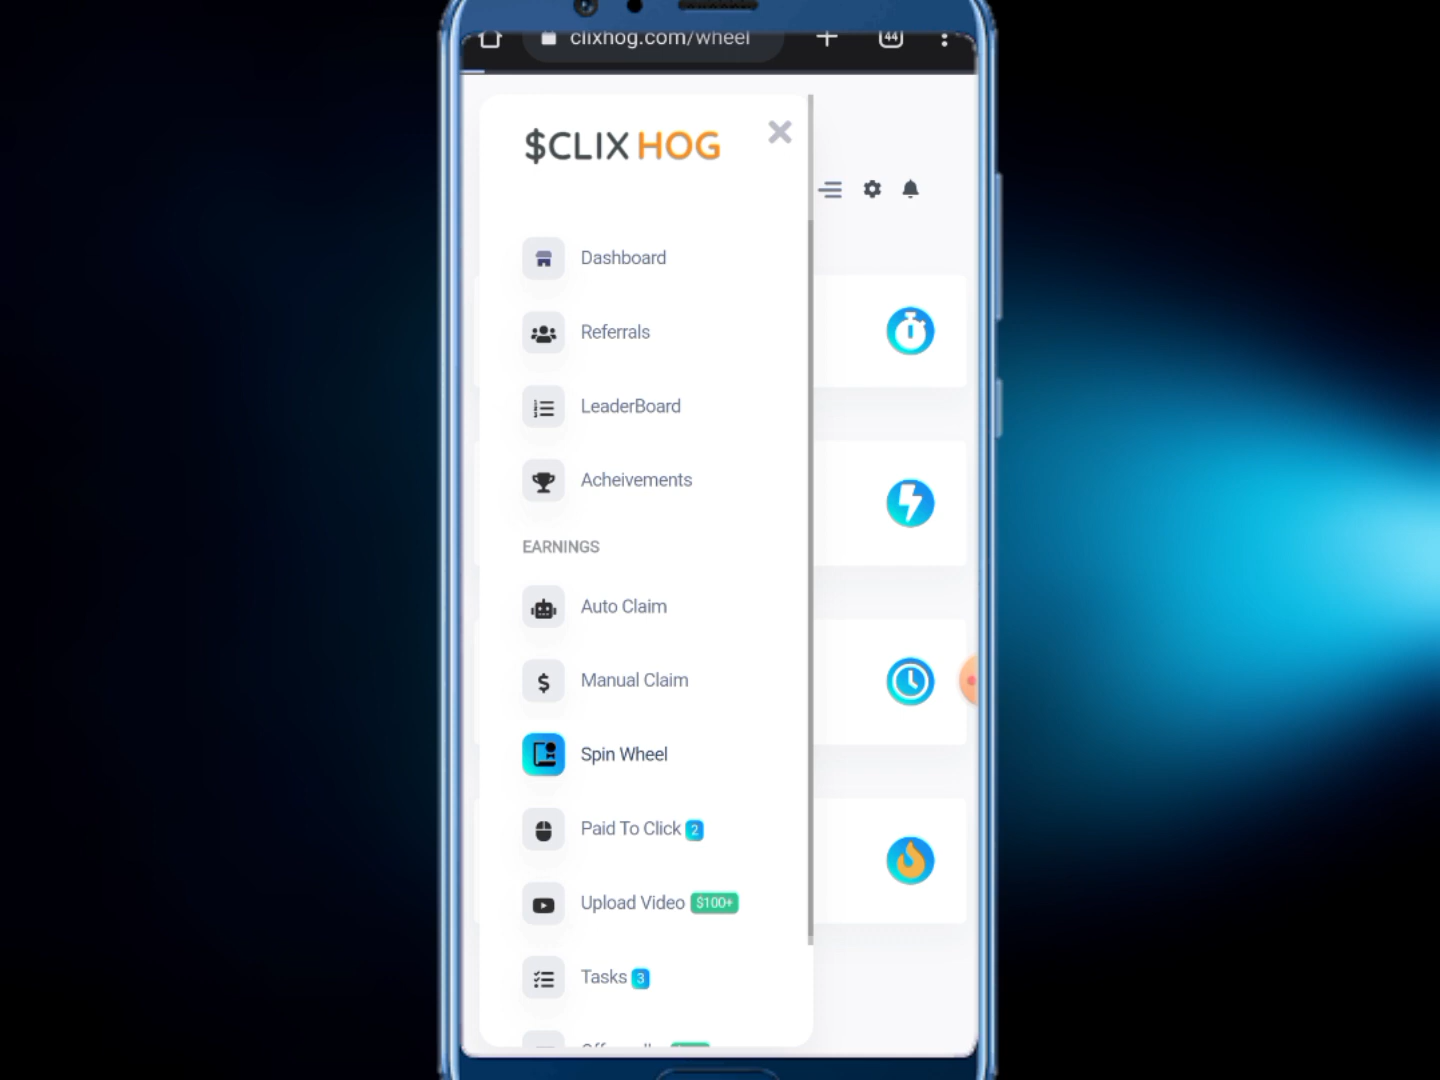 clixhog.com/wheel
44
$CLIX HOG
Dashboard
Referrals
LeaderBoard
Acheivements
EARNINGS
Auto Claim
Manual Claim
Spin Wheel
Paid To Click 2
Upload Video $100+
Tasks 3